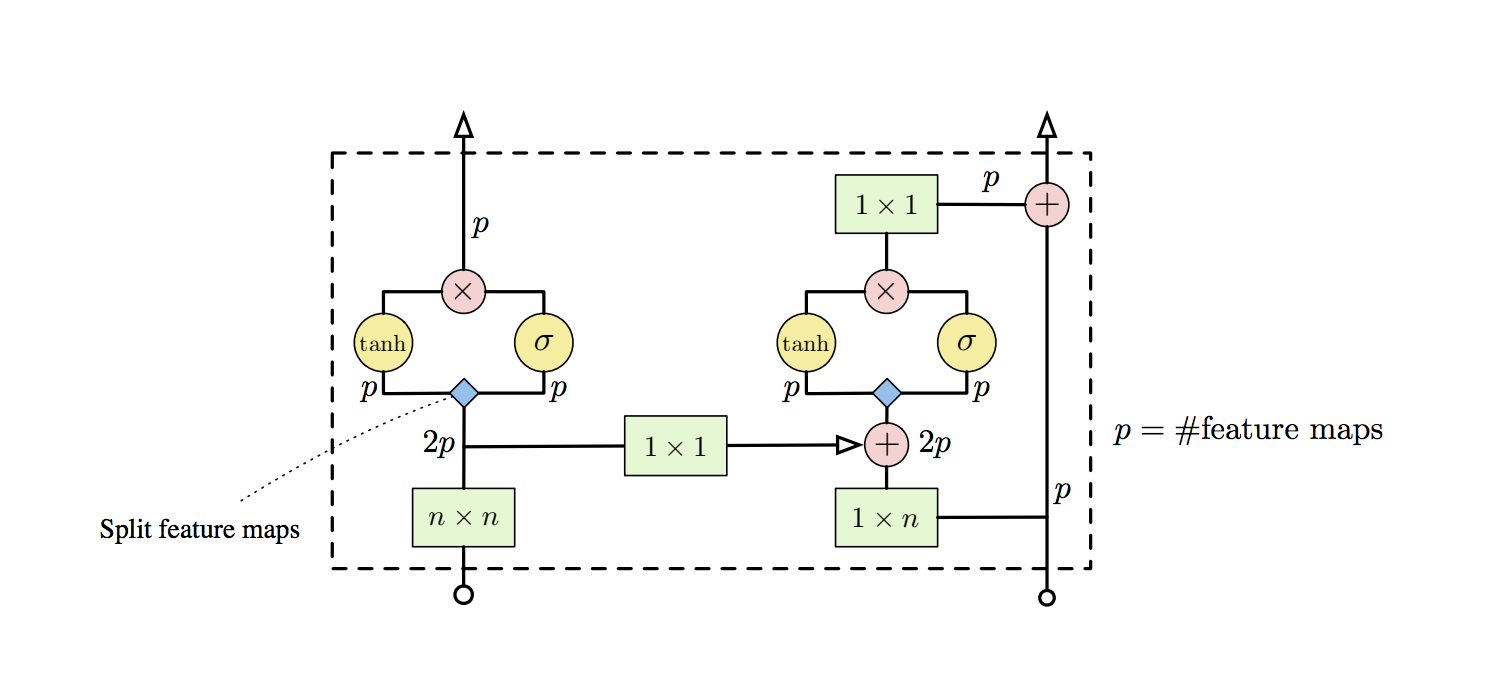 1 × 1
p
+
p
×
×
tanh
σ
tanh
σ
p
p
p
p
2p
1 × 1
+
2p
p = #feature maps
p
n × n
1 × n
Split feature maps